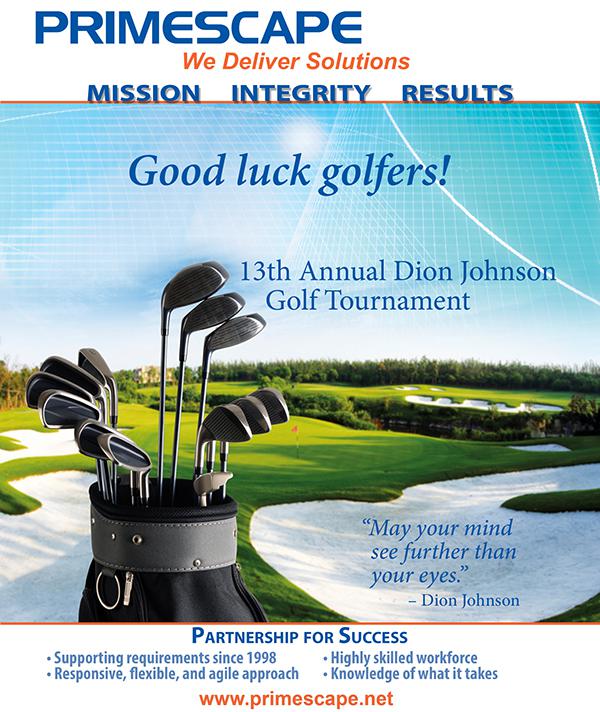 PRIMESCAPE
We Deliver Solutions
MISSION INTEGRITY RESULTS
Good luck golfers!
13th Annual Dion Johnson
Golf Tournament
“May your mind
see further than
your eyes.”
– Dion Johnson
PARTNERSHIP FOR SUCCESS
• Supporting requirements since 1998 • Highly skilled workforce
• Responsive, flexible, and agile approach • Knowledge of what it takes
www.primescape.net